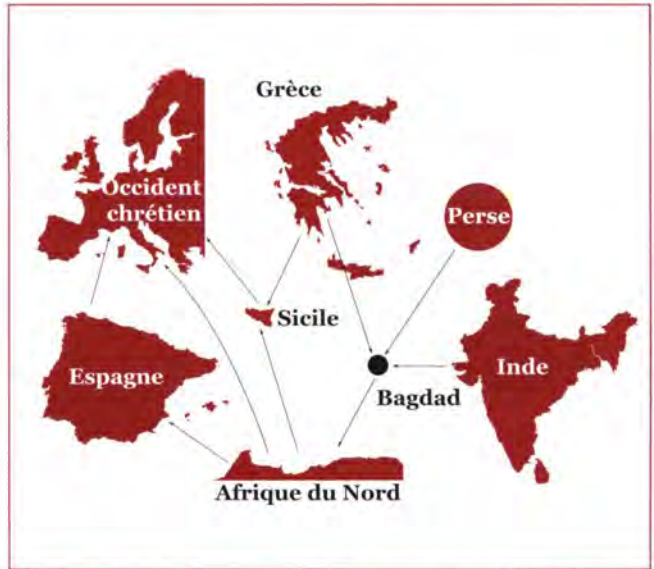 Grèce
Occident
chrétien
Perse
Sicile
Espagne
Inde
Bagdad
Afrique du Nord